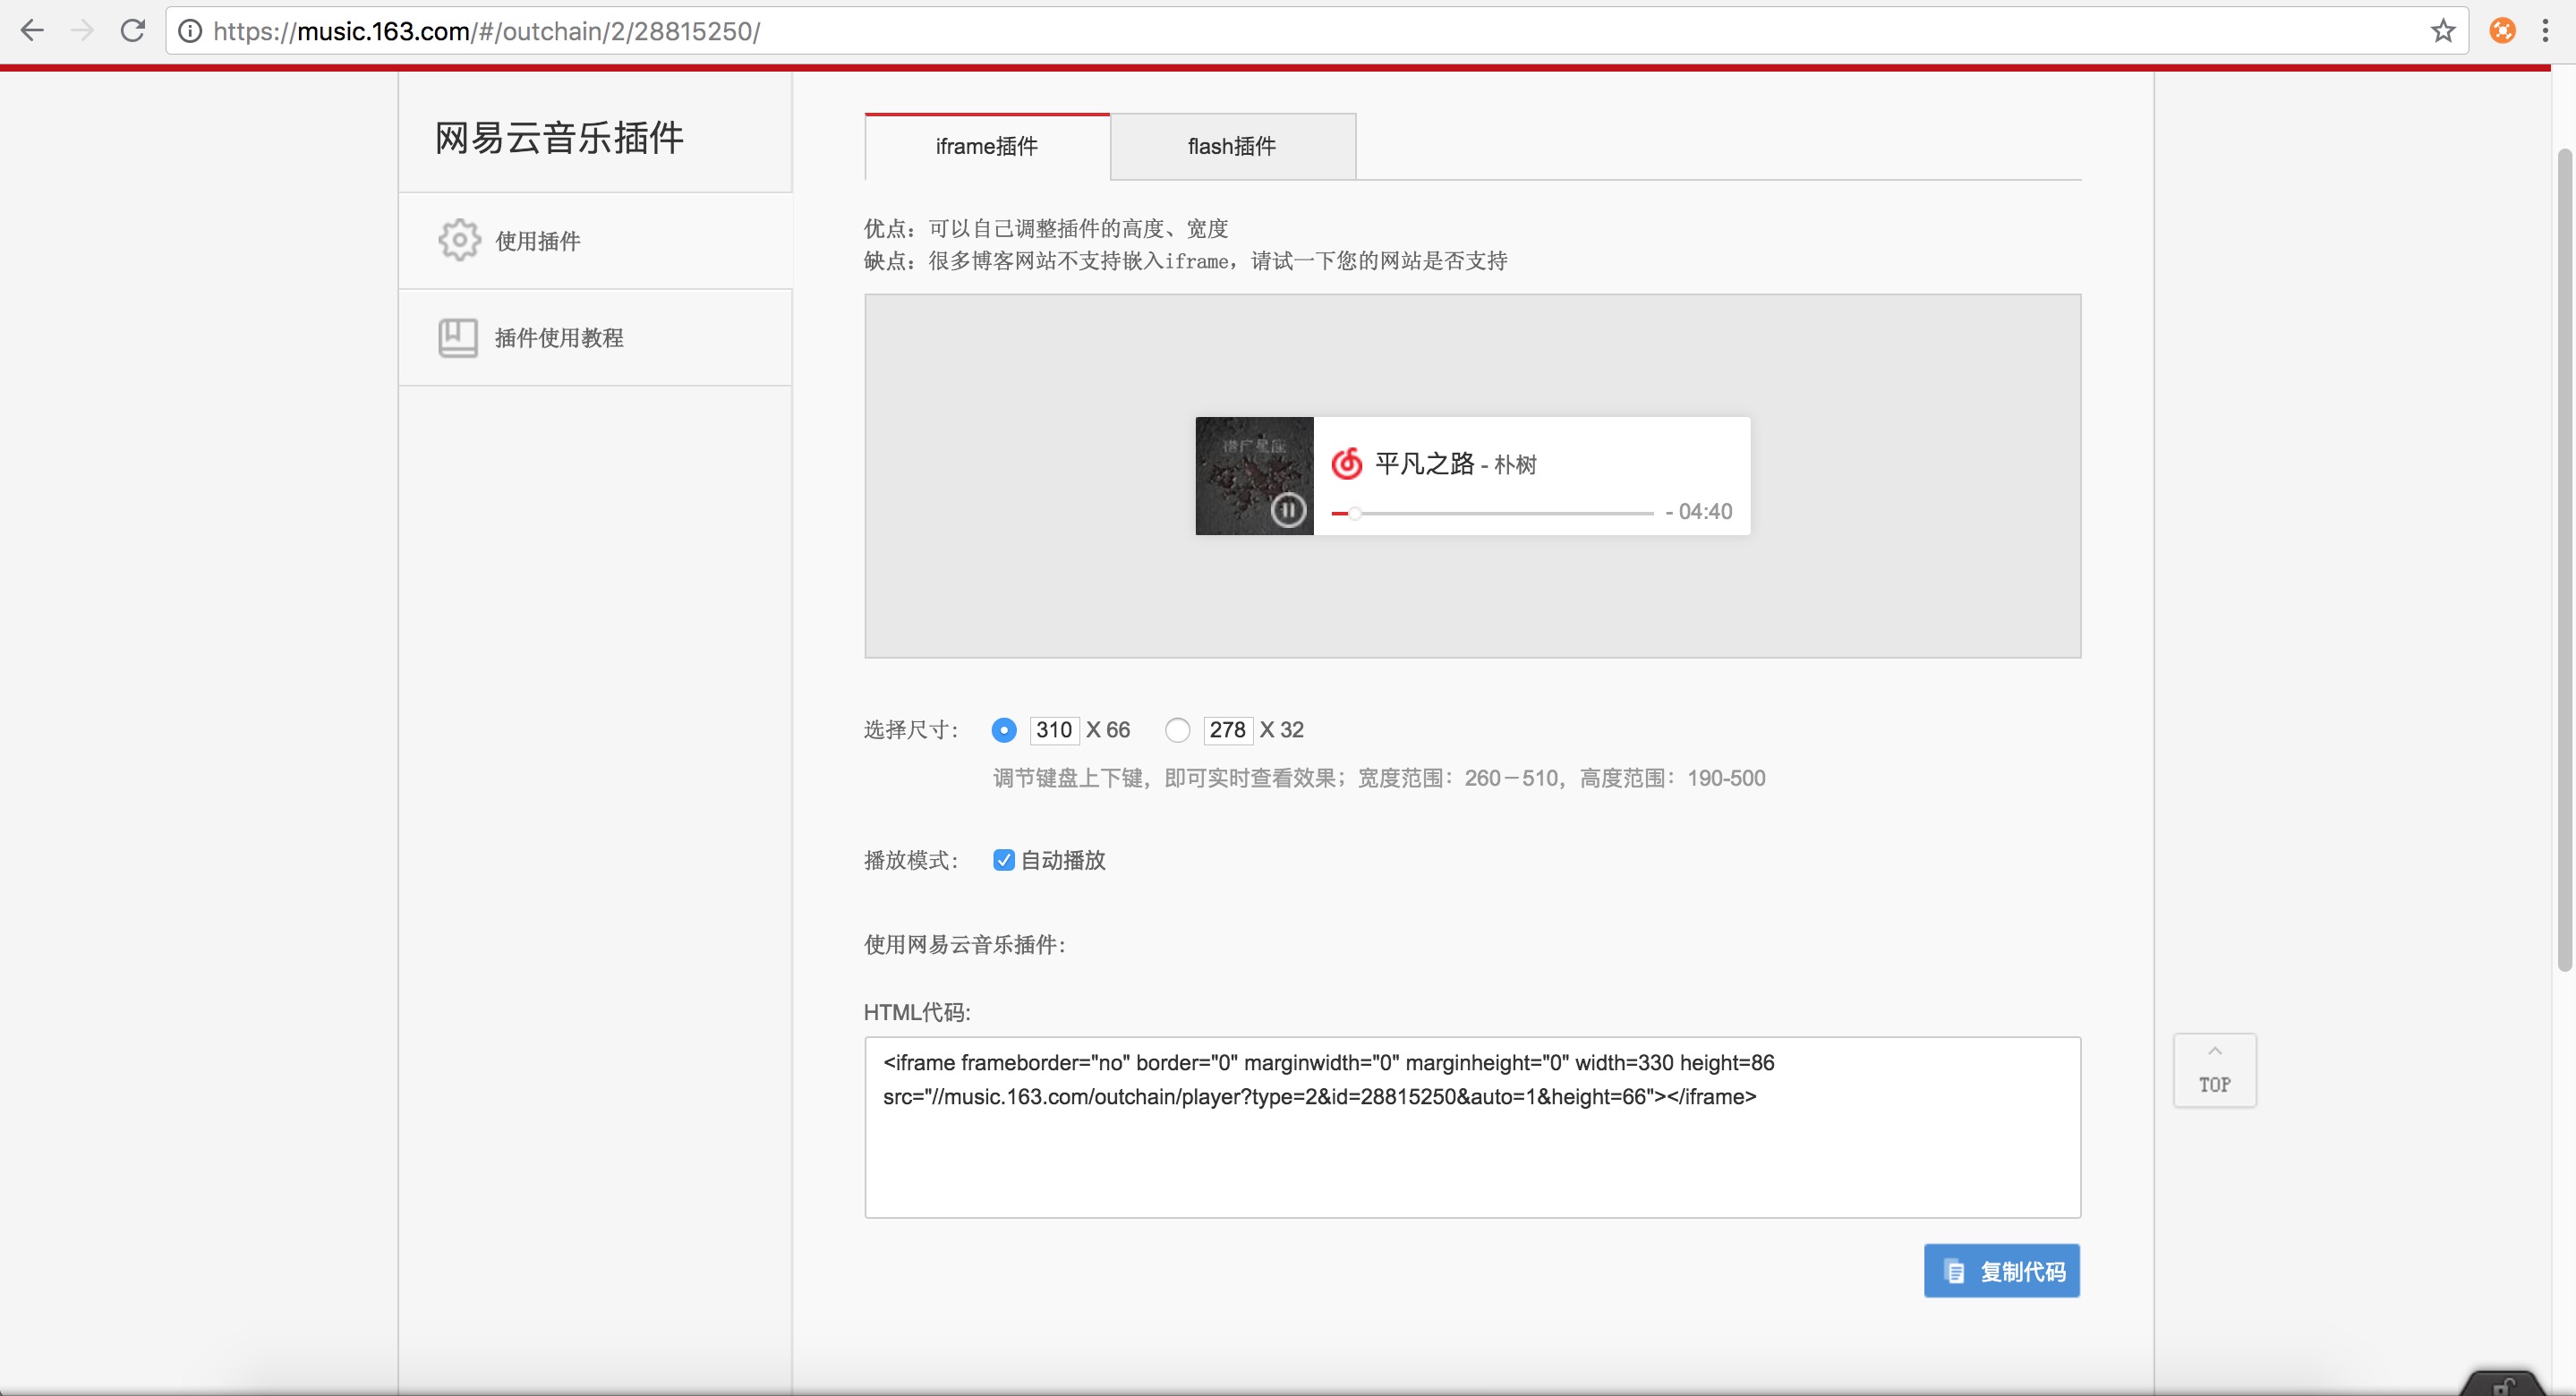 https://music.163.com/#/outchain/2/28815250/
网易云音乐插件
使用插件
插件使用教程
iframe插件
flash插件
优点：可以自己调整插件的高度、宽度
缺点：很多博客网站不支持嵌入iframe，请试一下您的网站是否支持
猎户星座
平凡之路 - 朴树
- 04:40
选择尺寸： 310 X 66 278 X 32
调节键盘上下键，即可实时查看效果；宽度范围：260－510，高度范围：190-500
播放模式： 自动播放
使用网易云音乐插件:
HTML代码:
<iframe frameborder="no" border="0" marginwidth="0" marginheight="0" width=330 height=86
src="//music.163.com/outchain/player?type=2&id=28815250&auto=1&height=66"></iframe>
TOP
复制代码